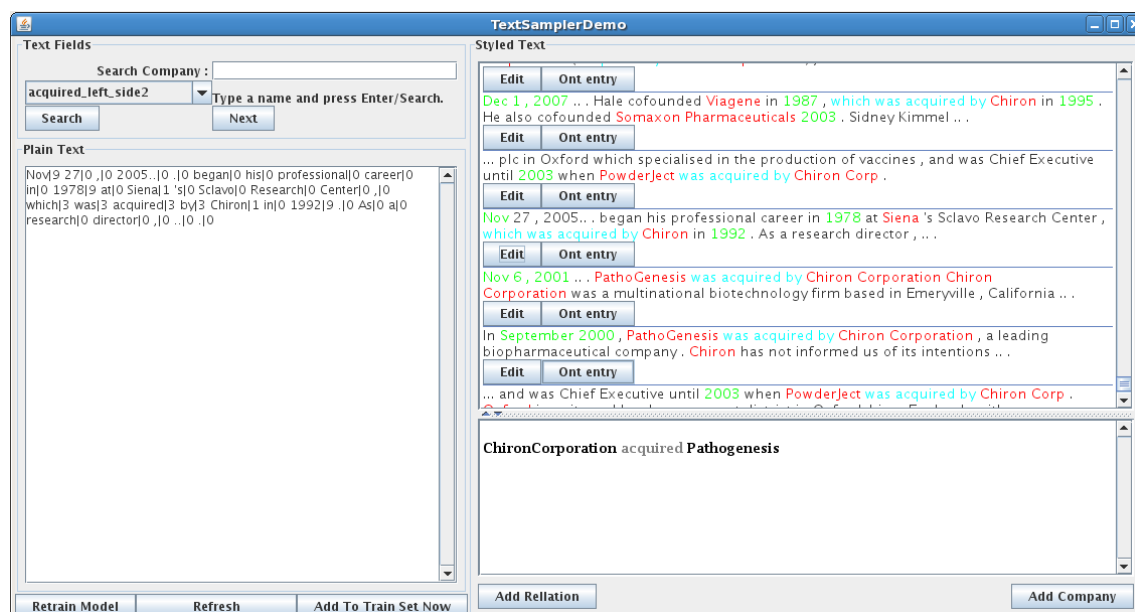 TextSamplerDemo
Text Fields
Search Company :
acquired_left_side2
Type a name and press Enter/Search.
Search
Next
Plain Text
Nov|9 27|0 ,|0 2005..|0 .|0 began|0 his|0 professional|0 career|0
in|0 1978|9 at|0 Siena|1 's|0 Sclavo|0 Research|0 Center|0 ,|0
which|3 was|3 acquired|3 by|3 Chiron|1 in|0 1992|9 .|0 As|0 a|0
research|0 director|0 ,|0 ..|0 .|0
Retrain Model
Refresh
Add To Train Set Now
Styled Text
Edit Ont entry
Dec 1 , 2007 .. . Hale cofounded Viagene in 1987 , which was acquired by Chiron in 1995 .
He also cofounded Somaxon Pharmaceuticals 2003 . Sidney Kimmel .. .
Edit Ont entry
... plc in Oxford which specialised in the production of vaccines , and was Chief Executive
until 2003 when PowderJect was acquired by Chiron Corp .
Edit Ont entry
Nov 27 , 2005.. . began his professional career in 1978 at Siena 's Sclavo Research Center ,
which was acquired by Chiron in 1992 . As a research director , .. .
Edit Ont entry
Nov 6 , 2001 .. . PathoGenesis was acquired by Chiron Corporation Chiron
Corporation was a multinational biotechnology firm based in Emeryville , California .. .
Edit Ont entry
In September 2000 , PathoGenesis was acquired by Chiron Corporation , a leading
biopharmaceutical company . Chiron has not informed us of its intentions .. .
Edit Ont entry
... and was Chief Executive until 2003 when PowderJect was acquired by Chiron Corp .
ChironCorporation acquired Pathogenesis
Add Rellation
Add Company